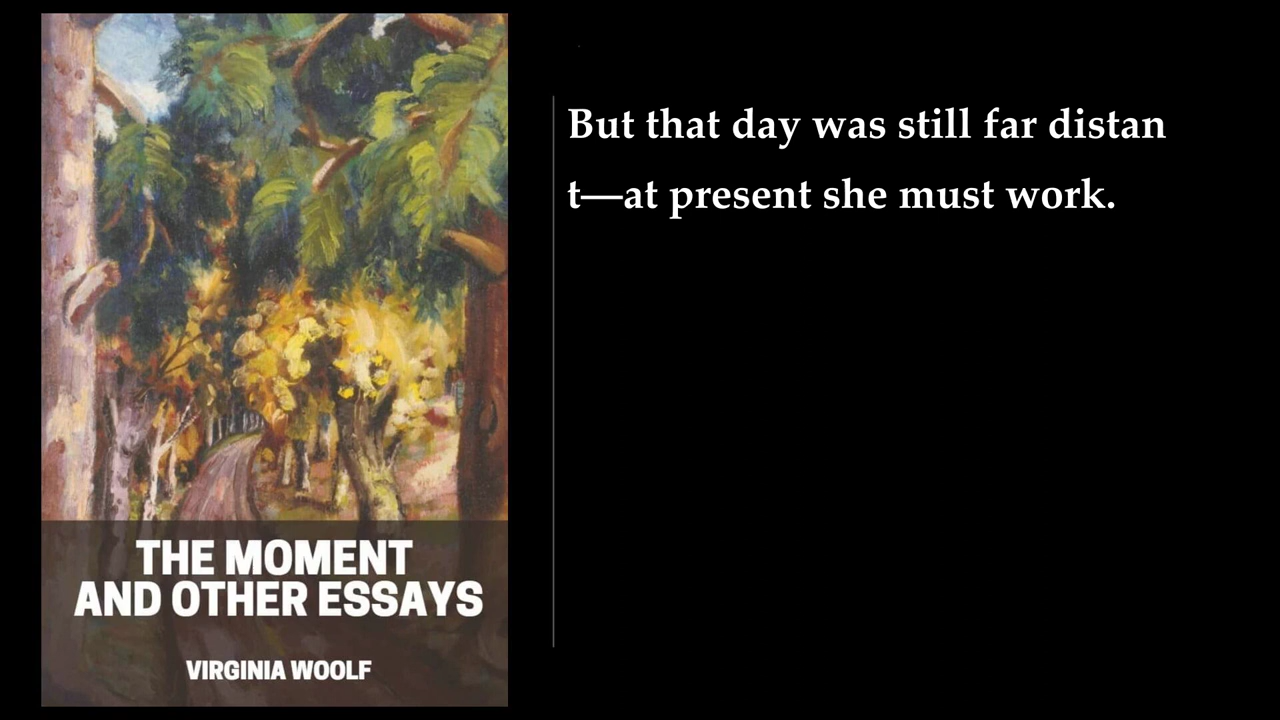 But that day was still far distan
t—at present she must work.
THE MOMENT
AND OTHER ESSAYS
VIRGINIA WOOLF